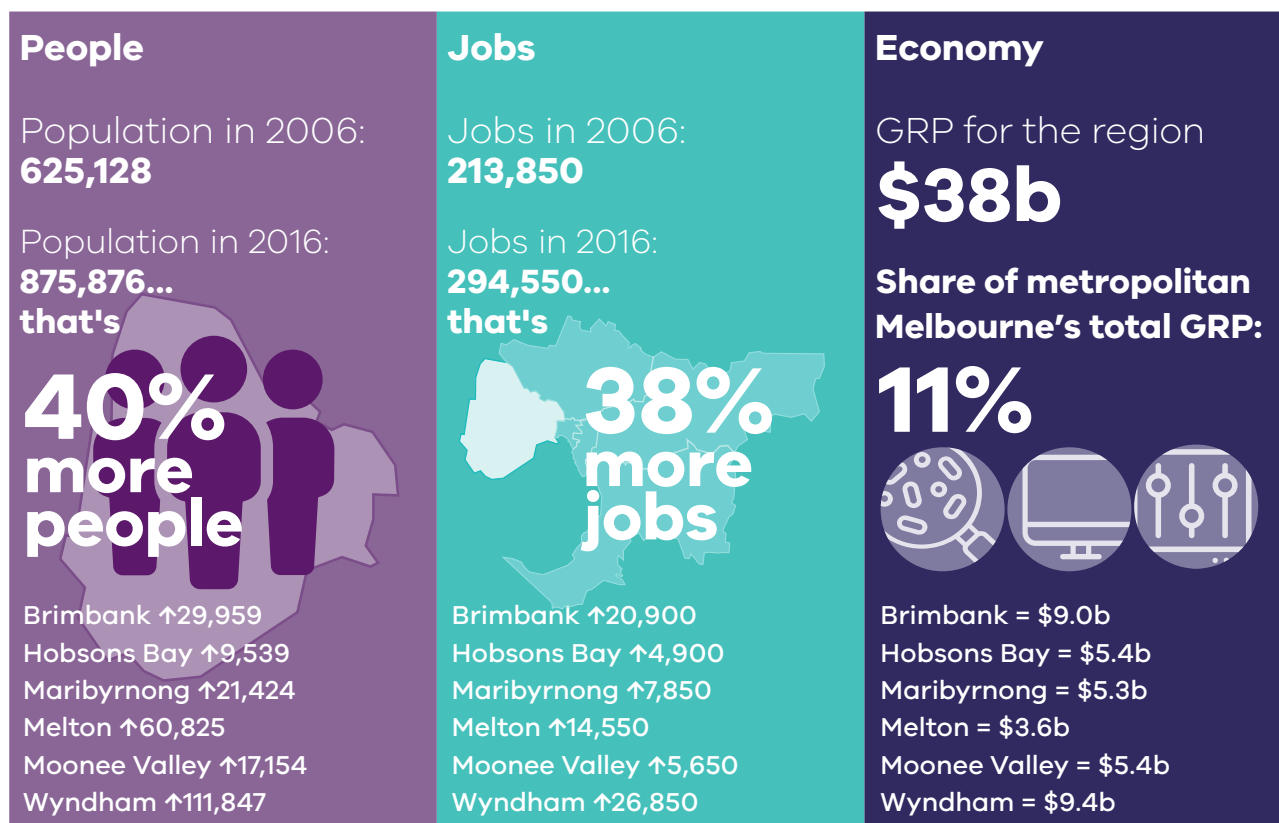 People
Population in 2006:
625,128
Population in 2016:
875,876...
that's
40%
more
people
Brimbank ↑29,959
Hobsons Bay ↑9,539
Maribyrnong ↑21,424
Melton ↑60,825
Moonee Valley ↑17,154
Wyndham ↑111,847
Jobs
Jobs in 2006:
213,850
Jobs in 2016:
294,550...
that's
38%
more
jobs
Brimbank ↑20,900
Hobsons Bay ↑4,900
Maribyrnong ↑7,850
Melton ↑14,550
Moonee Valley ↑5,650
Wyndham ↑26,850
Economy
GRP for the region
$38b
Share of metropolitan
Melbourne’s total GRP:
11%
Brimbank = $9.0b
Hobsons Bay = $5.4b
Maribyrnong = $5.3b
Melton = $3.6b
Moonee Valley = $5.4b
Wyndham = $9.4b